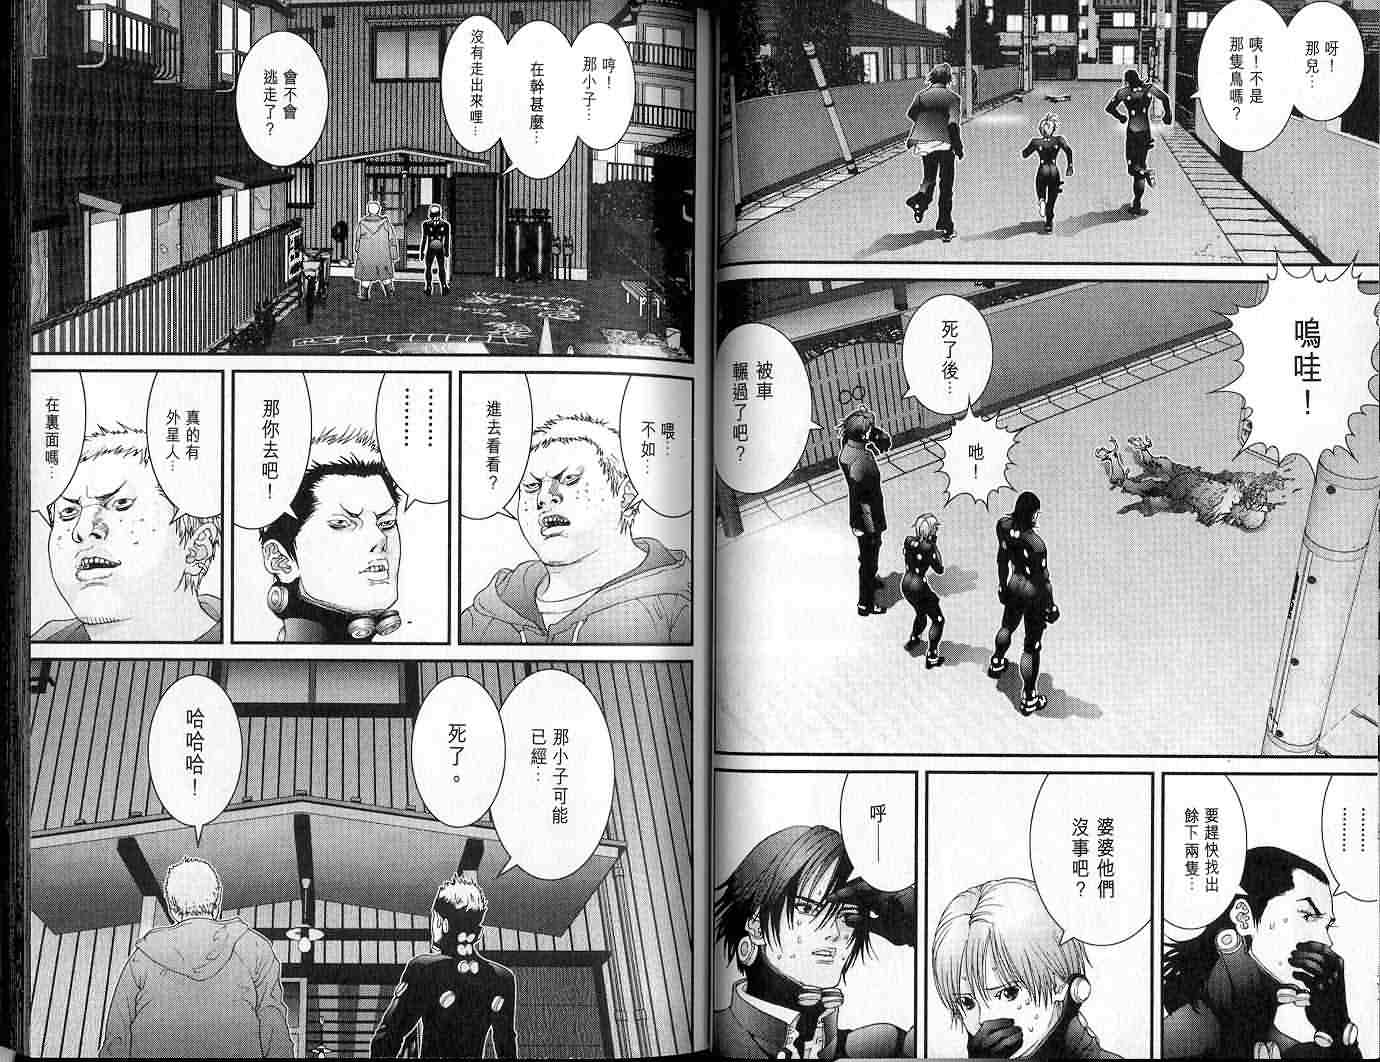 呀！
那兒…
咦！不是
那隻鳥嗎？
嗚哇！
吔！
死了後…
被車
輾過了吧？
………
要趕快找出
餘下兩隻…
婆婆他們
沒事吧？
呼——
哼！
那小子…
在幹甚麼…
沒有走出來哩…
會不會
逃走了？
喂…
不如…
進去看看？
………
………
那你去吧！
真的有
外星人…
在裏面嗎…
那小子可能
已經…
死了。
哈哈哈！